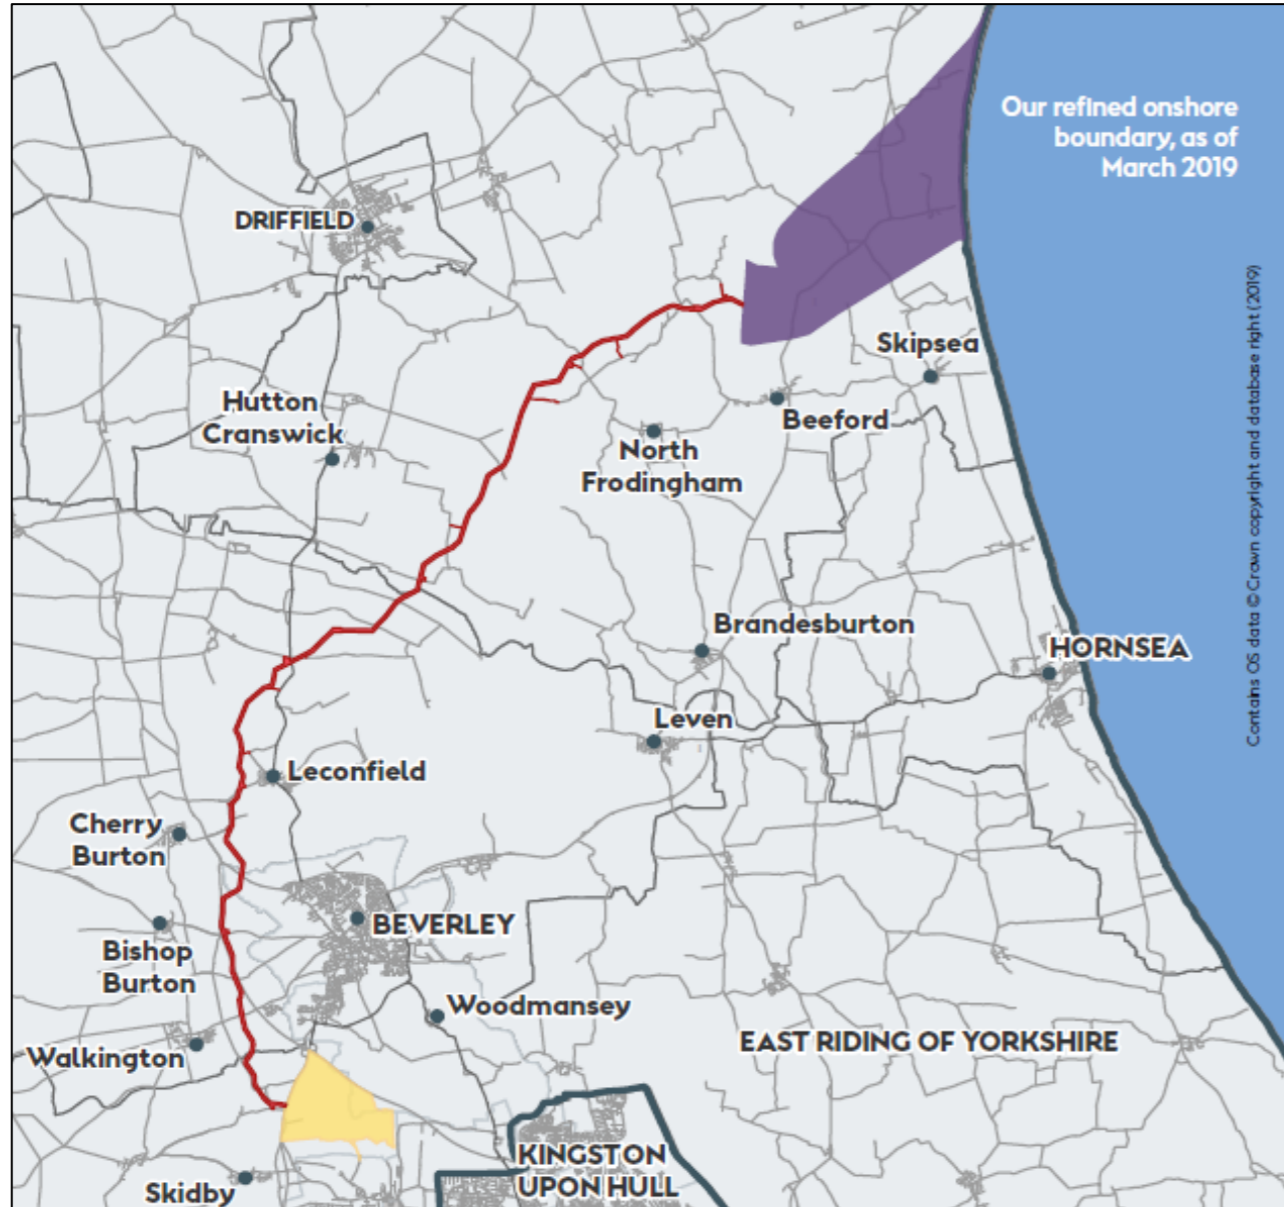 Our refined onshore
boundary, as of
March 2019
DRIFFIELD
Skipsea
Hutton
Cranswick
Beeford
North
Frodingham
Contains OS data © Crown copyright and database right (2019)
Brandesburton
HORNSEA
Leven
Leconfield
Cherry
Burton
BEVERLEY
Bishop
Burton
Woodmansey
EAST RIDING OF YORKSHIRE
Walkington
KINGSTON
UPON HULL
Skidby